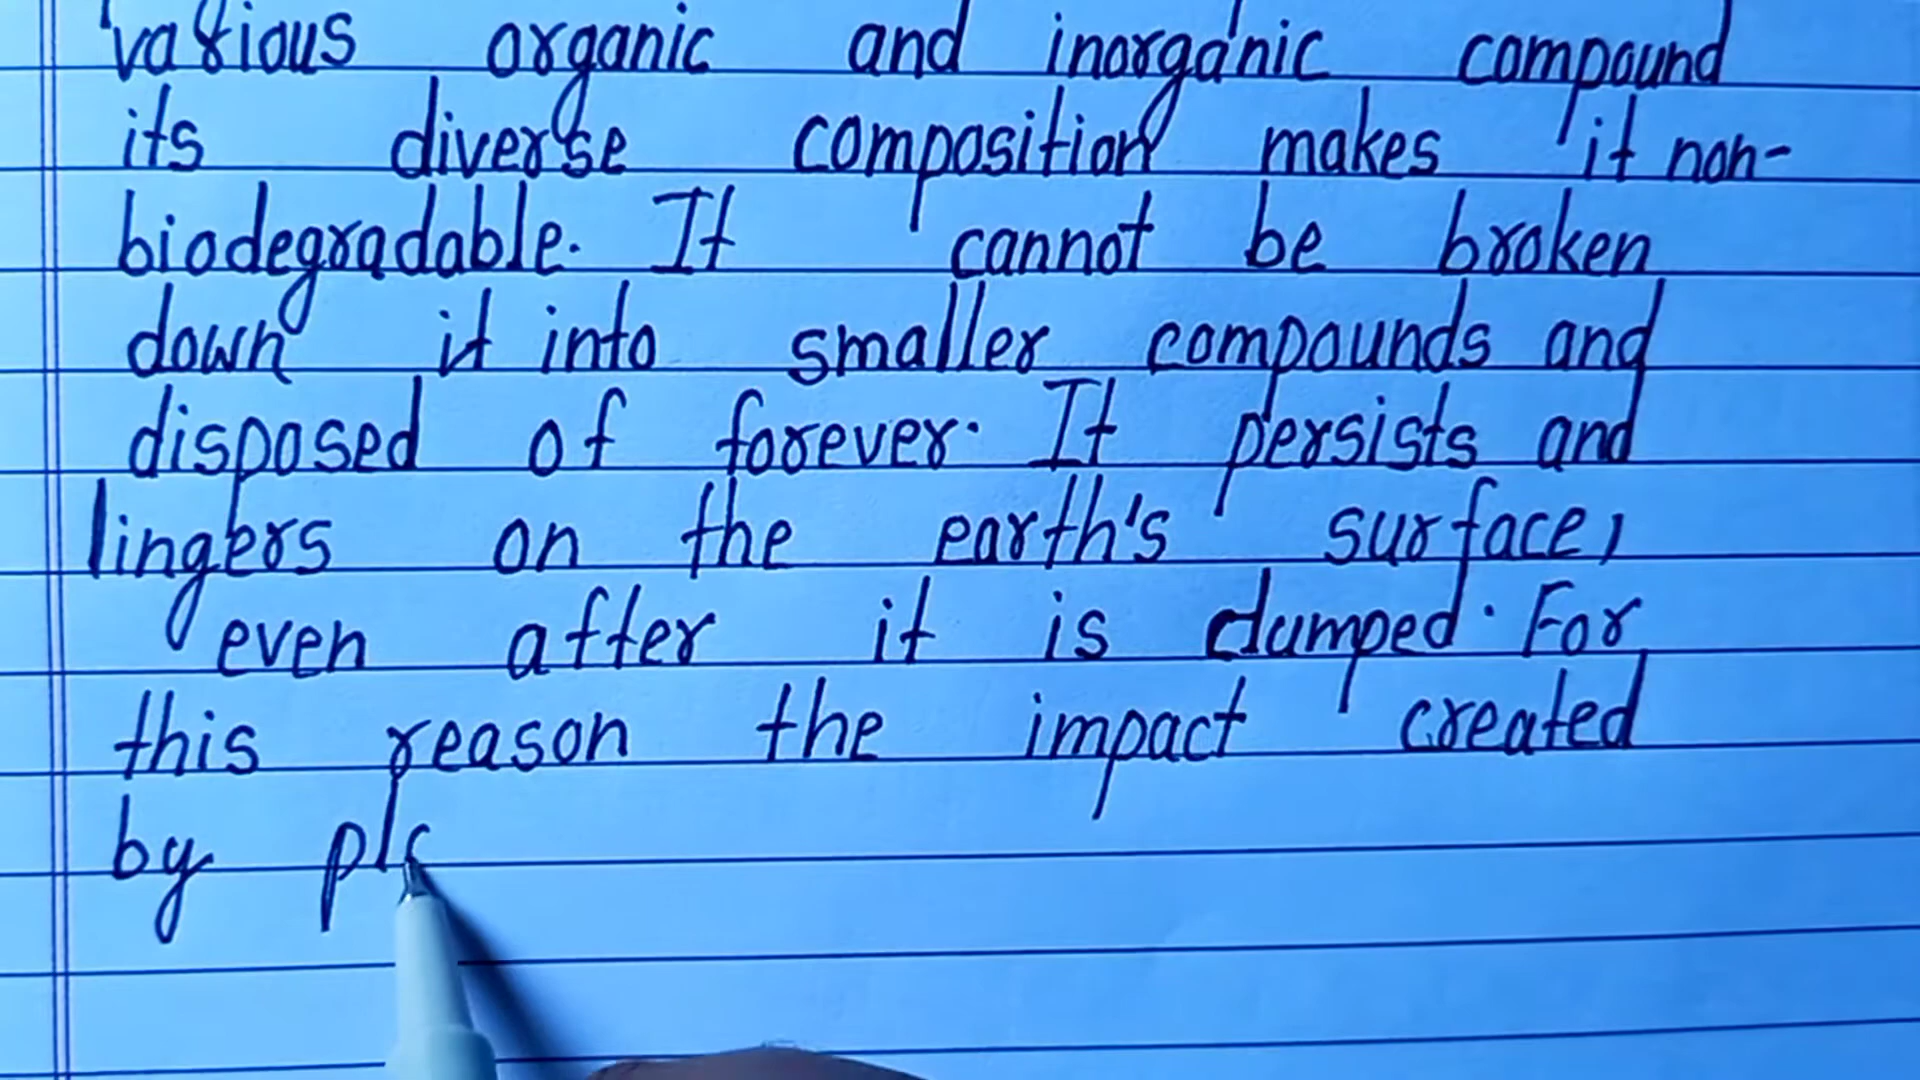 various organic and inorganic compound
its diverse composition makes it non-
biodegradable. It cannot be broken
down it into smaller compounds and
disposed of forever. It persists and
lingers on the earth's surface,
even after it is dumped. For
this reason the impact created
by